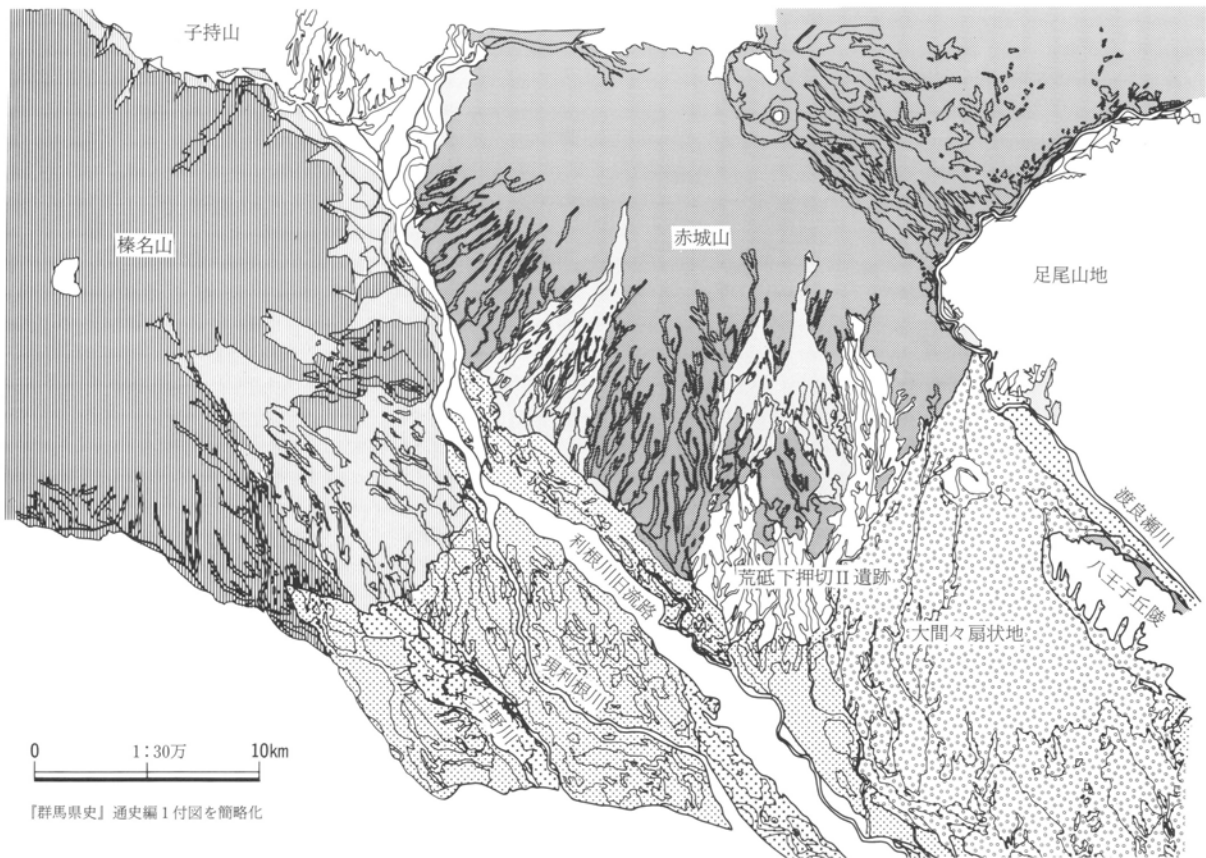 子持山
榛名山
赤城山
足尾山地
渡良瀬川
八王子丘陵
利根川旧流路
荒砥下押切Ⅱ遺跡
大間々扇状地
現利根川
井野川
0 1:30万 10km
『群馬県史』通史編1付図を簡略化